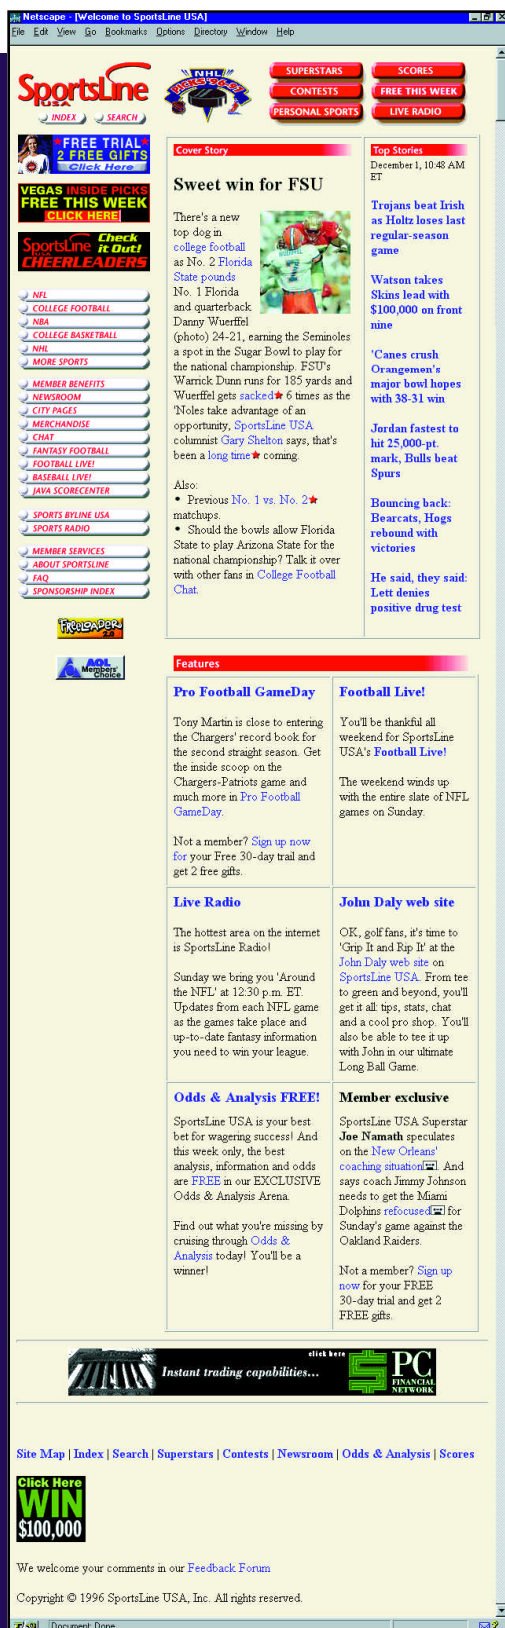 Netscape - [Welcome to SportsLine USA]
File Edit View Go Bookmarks Options Directory Window Help
SportsLine
USA
INDEX SEARCH
NHL
PICKS '96-97
SUPERSTARS
SCORES
CONTESTS
FREE THIS WEEK
PERSONAL SPORTS
LIVE RADIO
FREE TRIAL
2 FREE GIFTS
Click Here
VEGAS INSIDE PICKS
FREE THIS WEEK
CLICK HERE
SportsLine Check
it Out!
CHEERLEADERS
NFL
COLLEGE FOOTBALL
NBA
COLLEGE BASKETBALL
NHL
MORE SPORTS
MEMBER BENEFITS
NEWSROOM
CITY PAGES
MERCHANDISE
CHAT
FANTASY FOOTBALL
FOOTBALL LIVE!
BASEBALL LIVE!
JAVA SCORECENTER
SPORTS BYLINE USA
SPORTS RADIO
MEMBER SERVICES
ABOUT SPORTSLINE
FAQ
SPONSORSHIP INDEX
FREELOADER
2.0
AOL
Members'
Choice
Cover Story
Sweet win for FSU
There's a new
top dog in
college football
as No. 2 Florida
State pounds
No. 1 Florida
and quarterback
Danny Wuerffel
(photo) 24-21, earning the Seminoles
a spot in the Sugar Bowl to play for
the national championship. FSU's
Warrick Dunn runs for 185 yards and
Wuerffel gets sacked 6 times as the
'Noles take advantage of an
opportunity, SportsLine USA
columnist Gary Shelton says, that's
been a long time coming.
Also:
• Previous No. 1 vs. No. 2
matchups.
• Should the bowls allow Florida
State to play Arizona State for the
national championship? Talk it over
with other fans in College Football
Chat.
Top Stories
December 1, 10:48 AM
ET
Trojans beat Irish
as Holtz loses last
regular-season
game
Watson takes
Skins lead with
$100,000 on front
nine
'Canes crush
Orangemen's
major bowl hopes
with 38-31 win
Jordan fastest to
hit 25,000-pt.
mark, Bulls beat
Spurs
Bouncing back:
Bearcats, Hogs
rebound with
victories
He said, they said:
Lett denies
positive drug test
Features
Pro Football GameDay
Tony Martin is close to entering
the Chargers' record book for
the second straight season. Get
the inside scoop on the
Chargers-Patriots game and
much more in Pro Football
GameDay.
Not a member? Sign up now
for your Free 30-day trail and
get 2 free gifts.
Football Live!
You'll be thankful all
weekend for SportsLine
USA's Football Live!
The weekend winds up
with the entire slate of NFL
games on Sunday.
Live Radio
The hottest area on the internet
is SportsLine Radio!
Sunday we bring you 'Around
the NFL' at 12:30 p.m. ET.
Updates from each NFL game
as the games take place and
up-to-date fantasy information
you need to win your league.
John Daly web site
OK, golf fans, it's time to
'Grip It and Rip It' at the
John Daly web site on
SportsLine USA. From tee
to green and beyond, you'll
get it all: tips, stats, chat
and a cool pro shop. You'll
also be able to tee it up
with John in our ultimate
Long Ball Game.
Odds & Analysis FREE!
SportsLine USA is your best
bet for wagering success! And
this week only, the best
analysis, information and odds
are FREE in our EXCLUSIVE
Odds & Analysis Arena.
Find out what you're missing by
cruising through Odds &
Analysis today! You'll be a
winner!
Member exclusive
SportsLine USA Superstar
Joe Namath speculates
on the New Orleans'
coaching situation. And
says coach Jimmy Johnson
needs to get the Miami
Dolphins refocused for
Sunday's game against the
Oakland Raiders.
Not a member? Sign up
now for your FREE
30-day trial and get 2
FREE gifts.
click here
Instant trading capabilities...
PC
FINANCIAL
NETWORK
Site Map | Index | Search | Superstars | Contests | Newsroom | Odds & Analysis | Scores
Click Here
WIN
$100,000
We welcome your comments in our Feedback Forum
Copyright © 1996 SportsLine USA, Inc. All rights reserved.
Document: Done